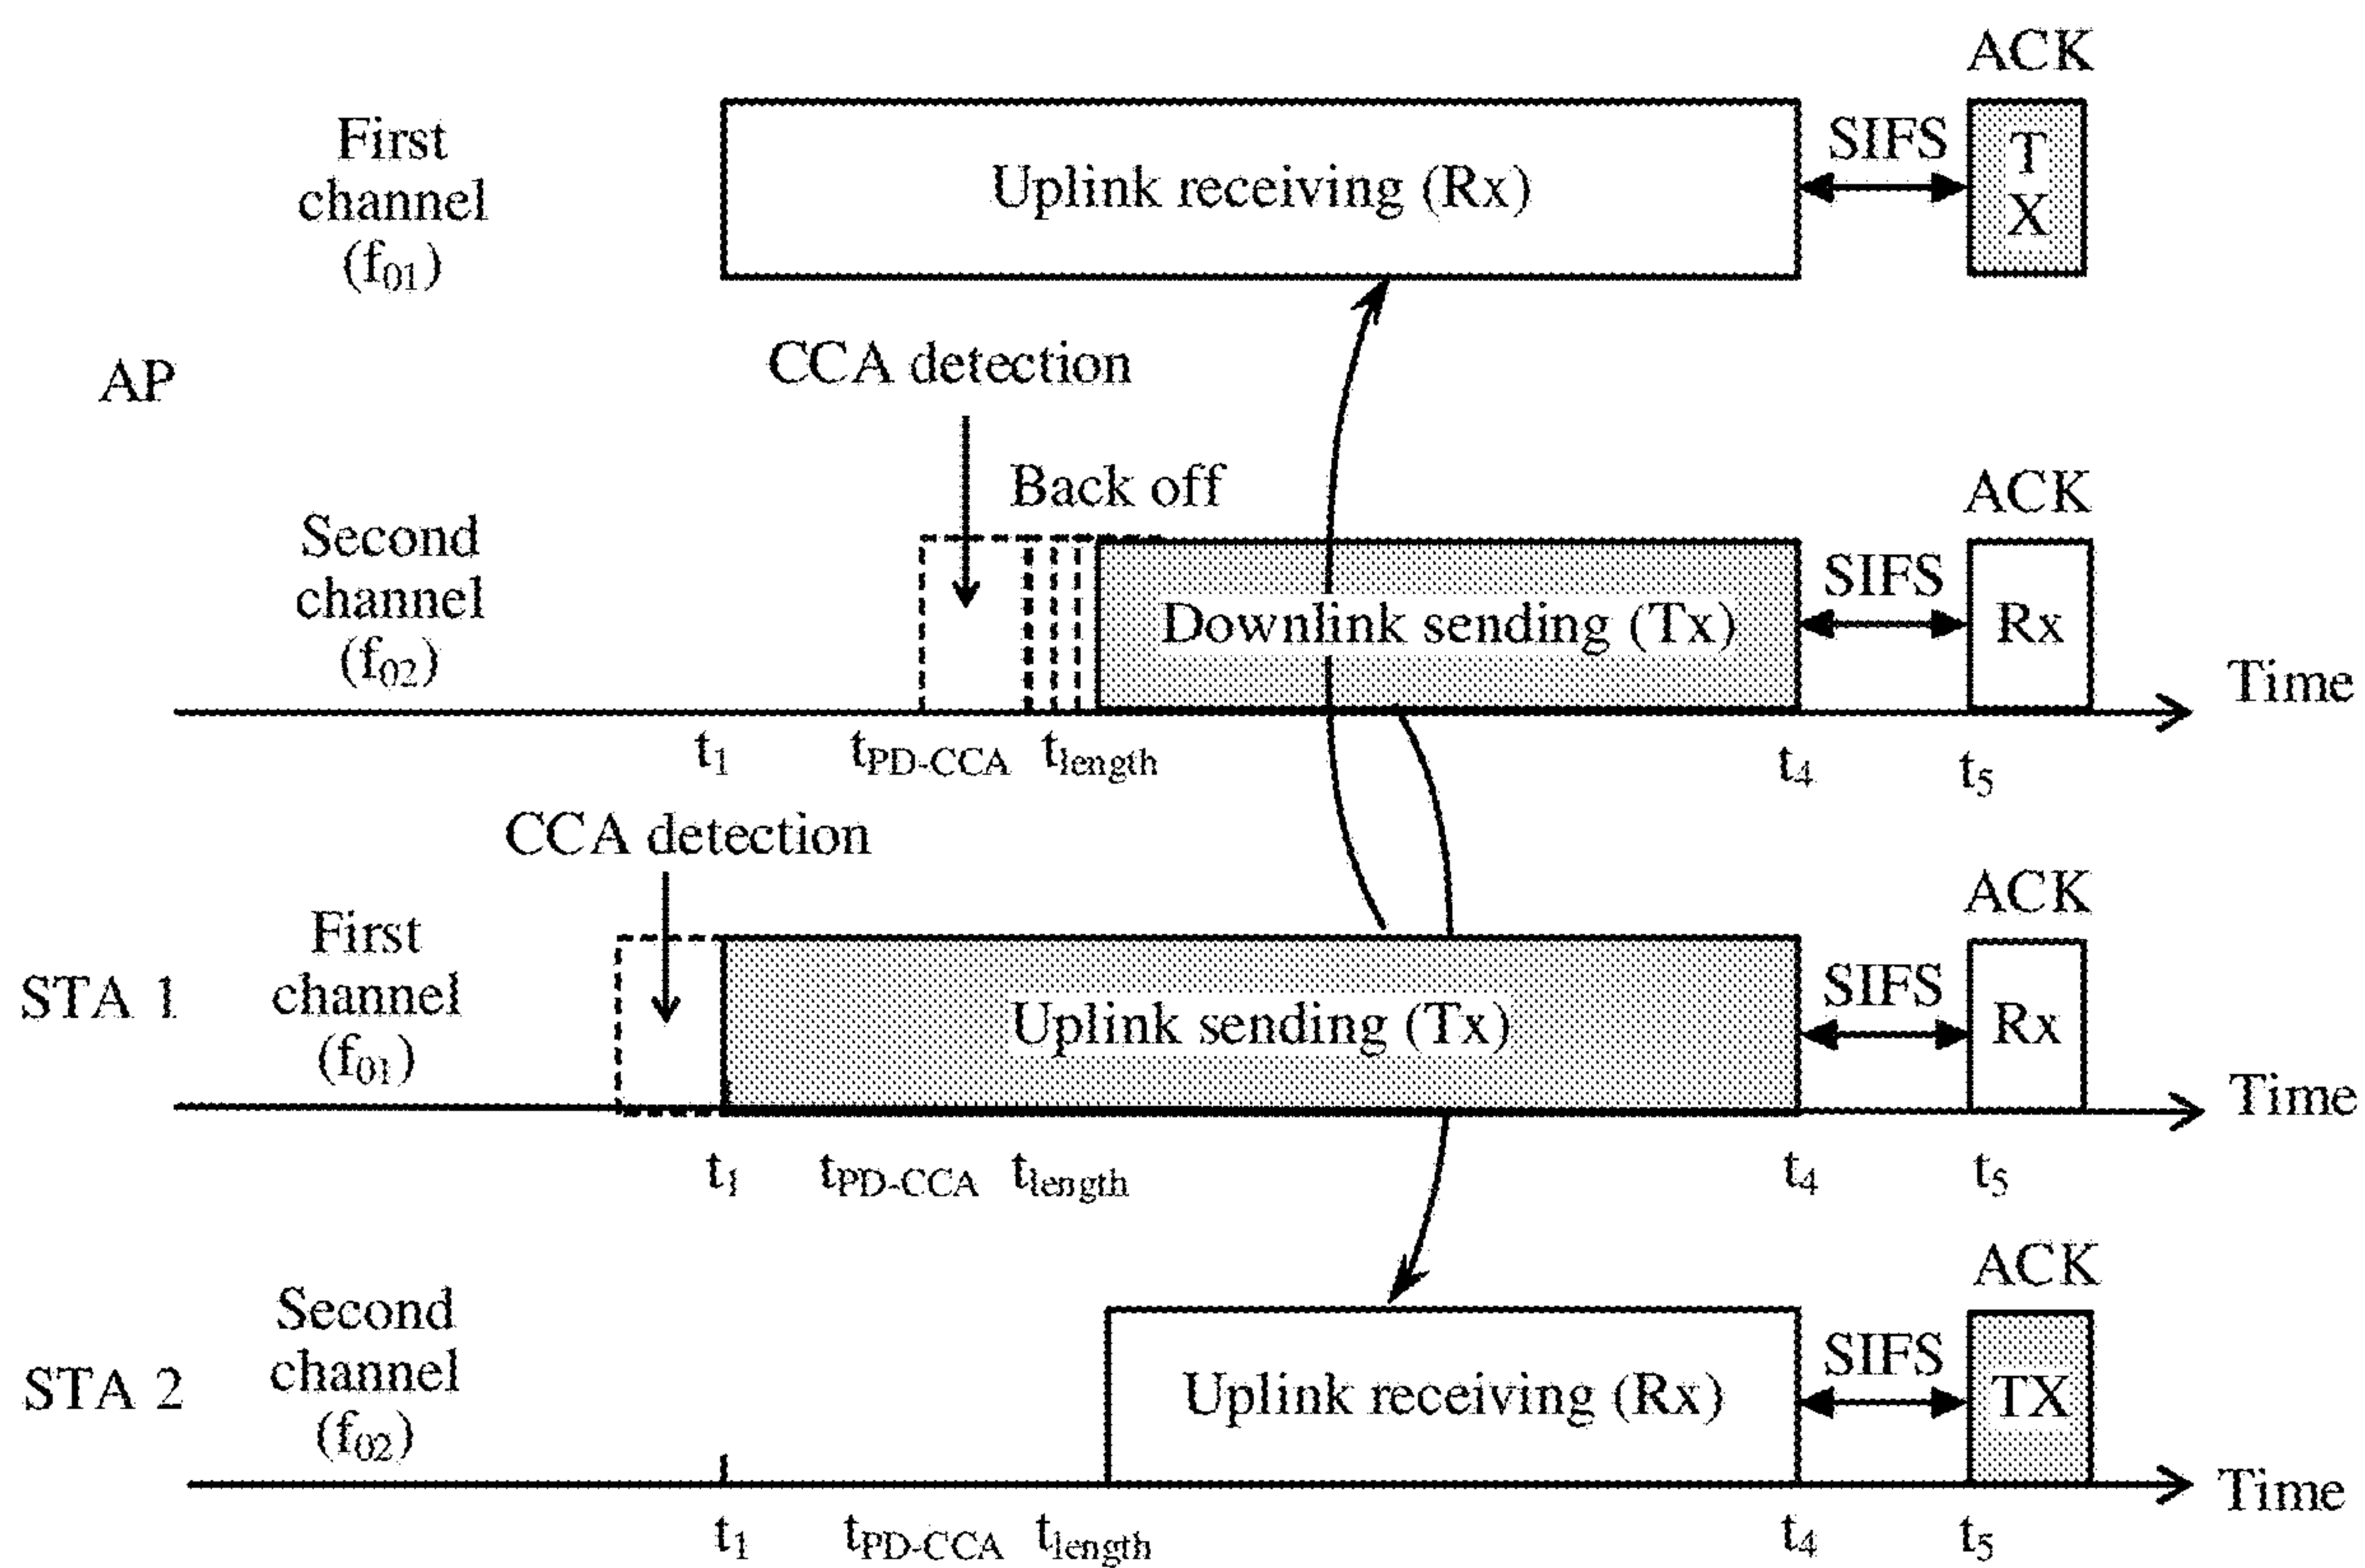 ACK
First
channel
(f01)
Uplink receiving (Rx)
SIFS
T
X
CCA detection
AP
Back off
ACK
Second
channel
(f02)
Downlink sending (Tx)
SIFS
Rx
Time
t1
tPD-CCA
tlength
t4
t5
CCA detection
ACK
STA 1
First
channel
(f01)
Uplink sending (Tx)
SIFS
Rx
Time
t1
tPD-CCA
tlength
t4
t5
ACK
STA 2
Second
channel
(f02)
Uplink receiving (Rx)
SIFS
TX
Time
t1
tPD-CCA
tlength
t4
t5